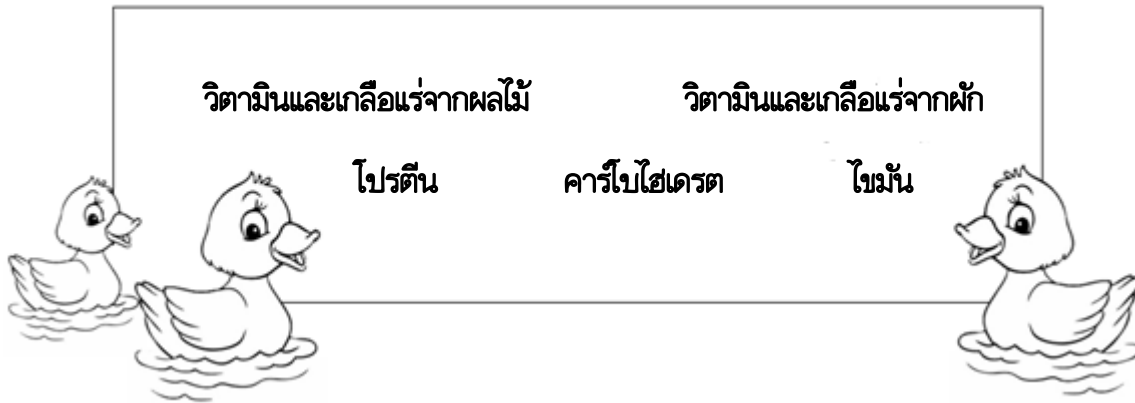 วิตามินและเกลือแร่จากผลไม้ วิตามินและเกลือแร่จากผัก
โปรตีน คาร์โบไฮเดรต ไขมัน